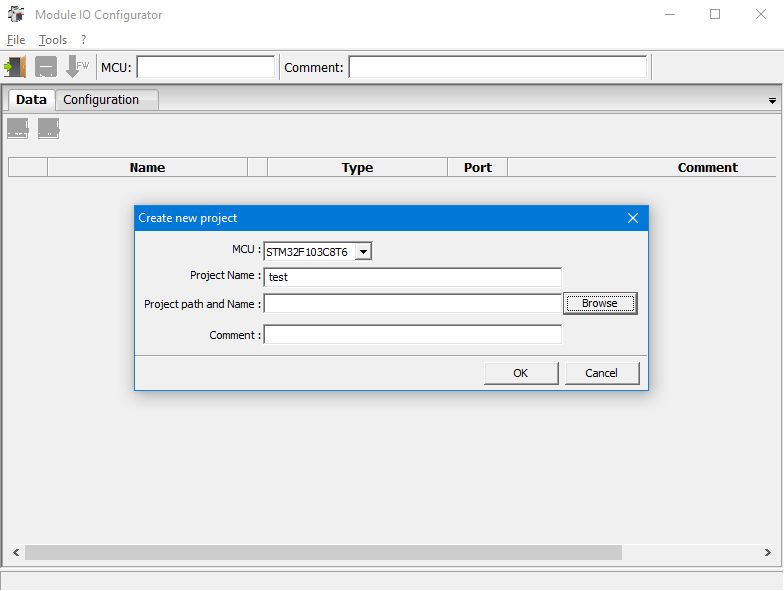 Module IO Configurator
File Tools ?
FW MCU: Comment:
Data Configuration
Name Type Port Comment
Create new project
MCU : STM32F103C8T6
Project Name : test
Project path and Name : Browse
Comment :
OK Cancel